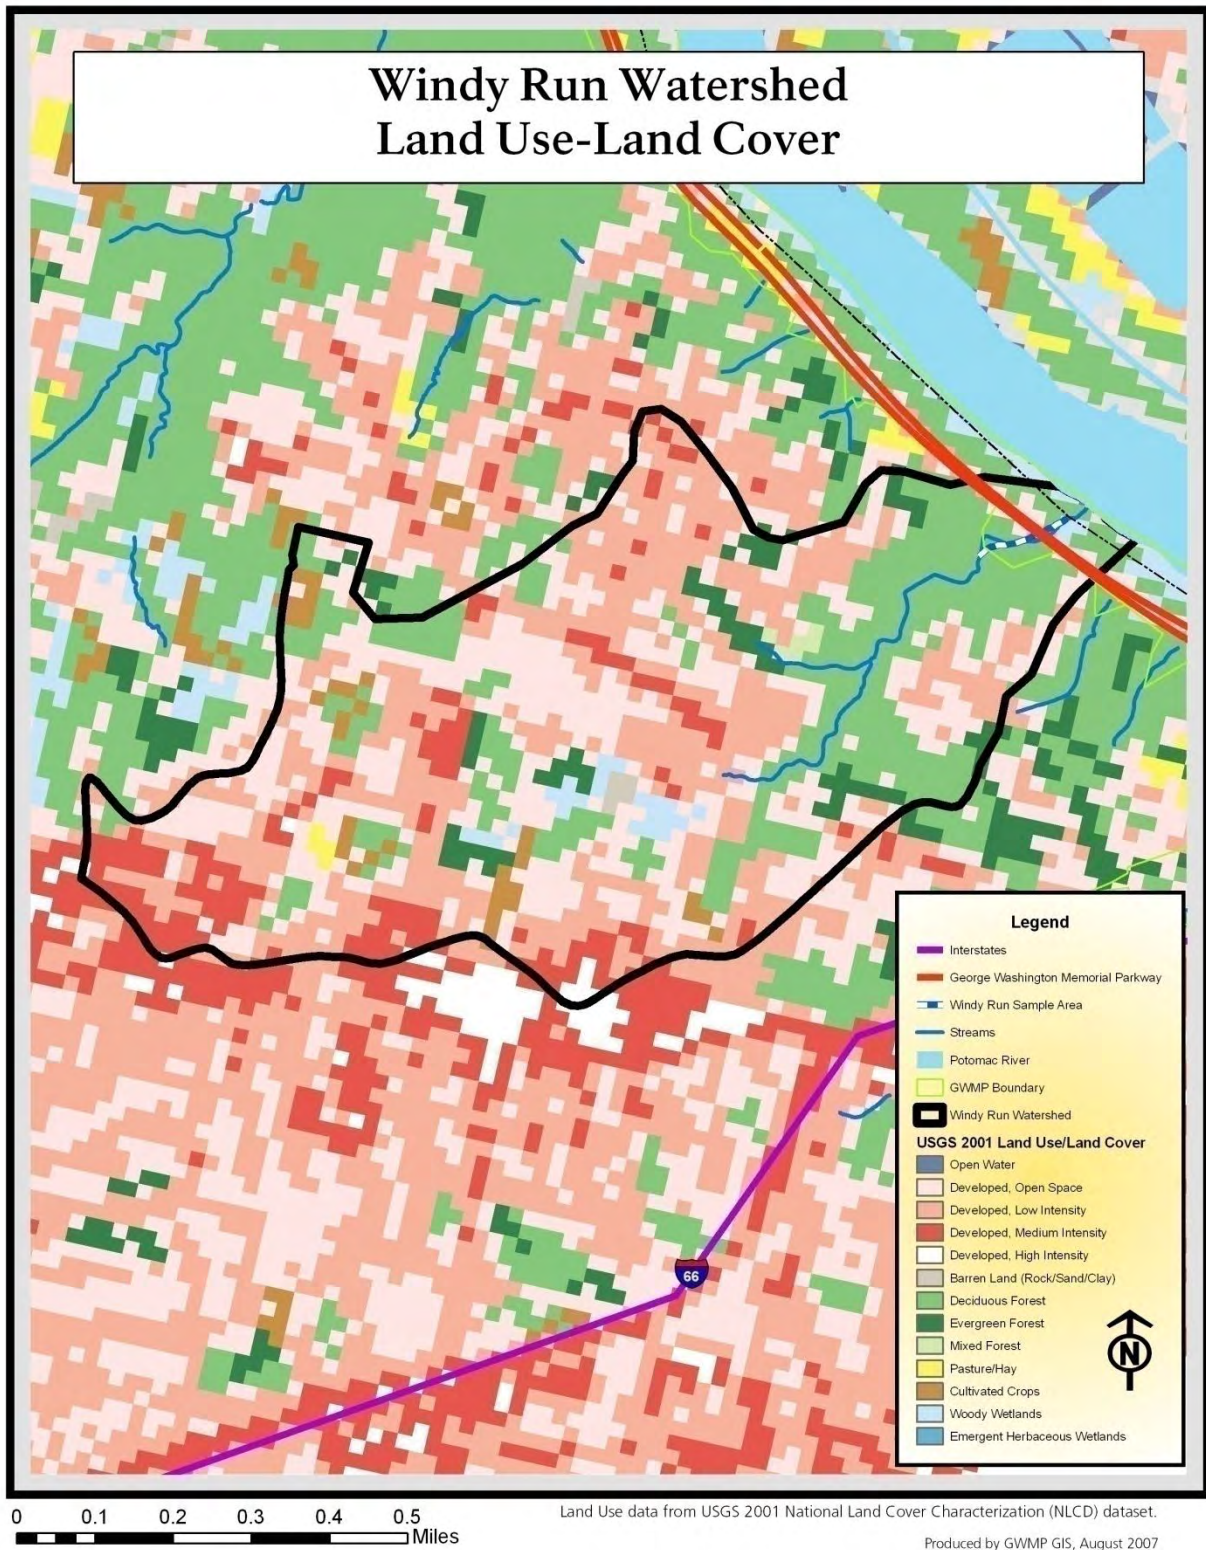 Windy Run Watershed
Land Use-Land Cover
66
Legend
Interstates
George Washington Memorial Parkway
Windy Run Sample Area
Streams
Potomac River
GWMP Boundary
Windy Run Watershed
USGS 2001 Land Use/Land Cover
Open Water
Developed, Open Space
Developed, Low Intensity
Developed, Medium Intensity
Developed, High Intensity
Barren Land (Rock/Sand/Clay)
Deciduous Forest
Evergreen Forest
Mixed Forest
Pasture/Hay
Cultivated Crops
Woody Wetlands
Emergent Herbaceous Wetlands
N
0 0.1 0.2 0.3 0.4 0.5
Miles
Land Use data from USGS 2001 National Land Cover Characterization (NLCD) dataset.
Produced by GWMP GIS, August 2007